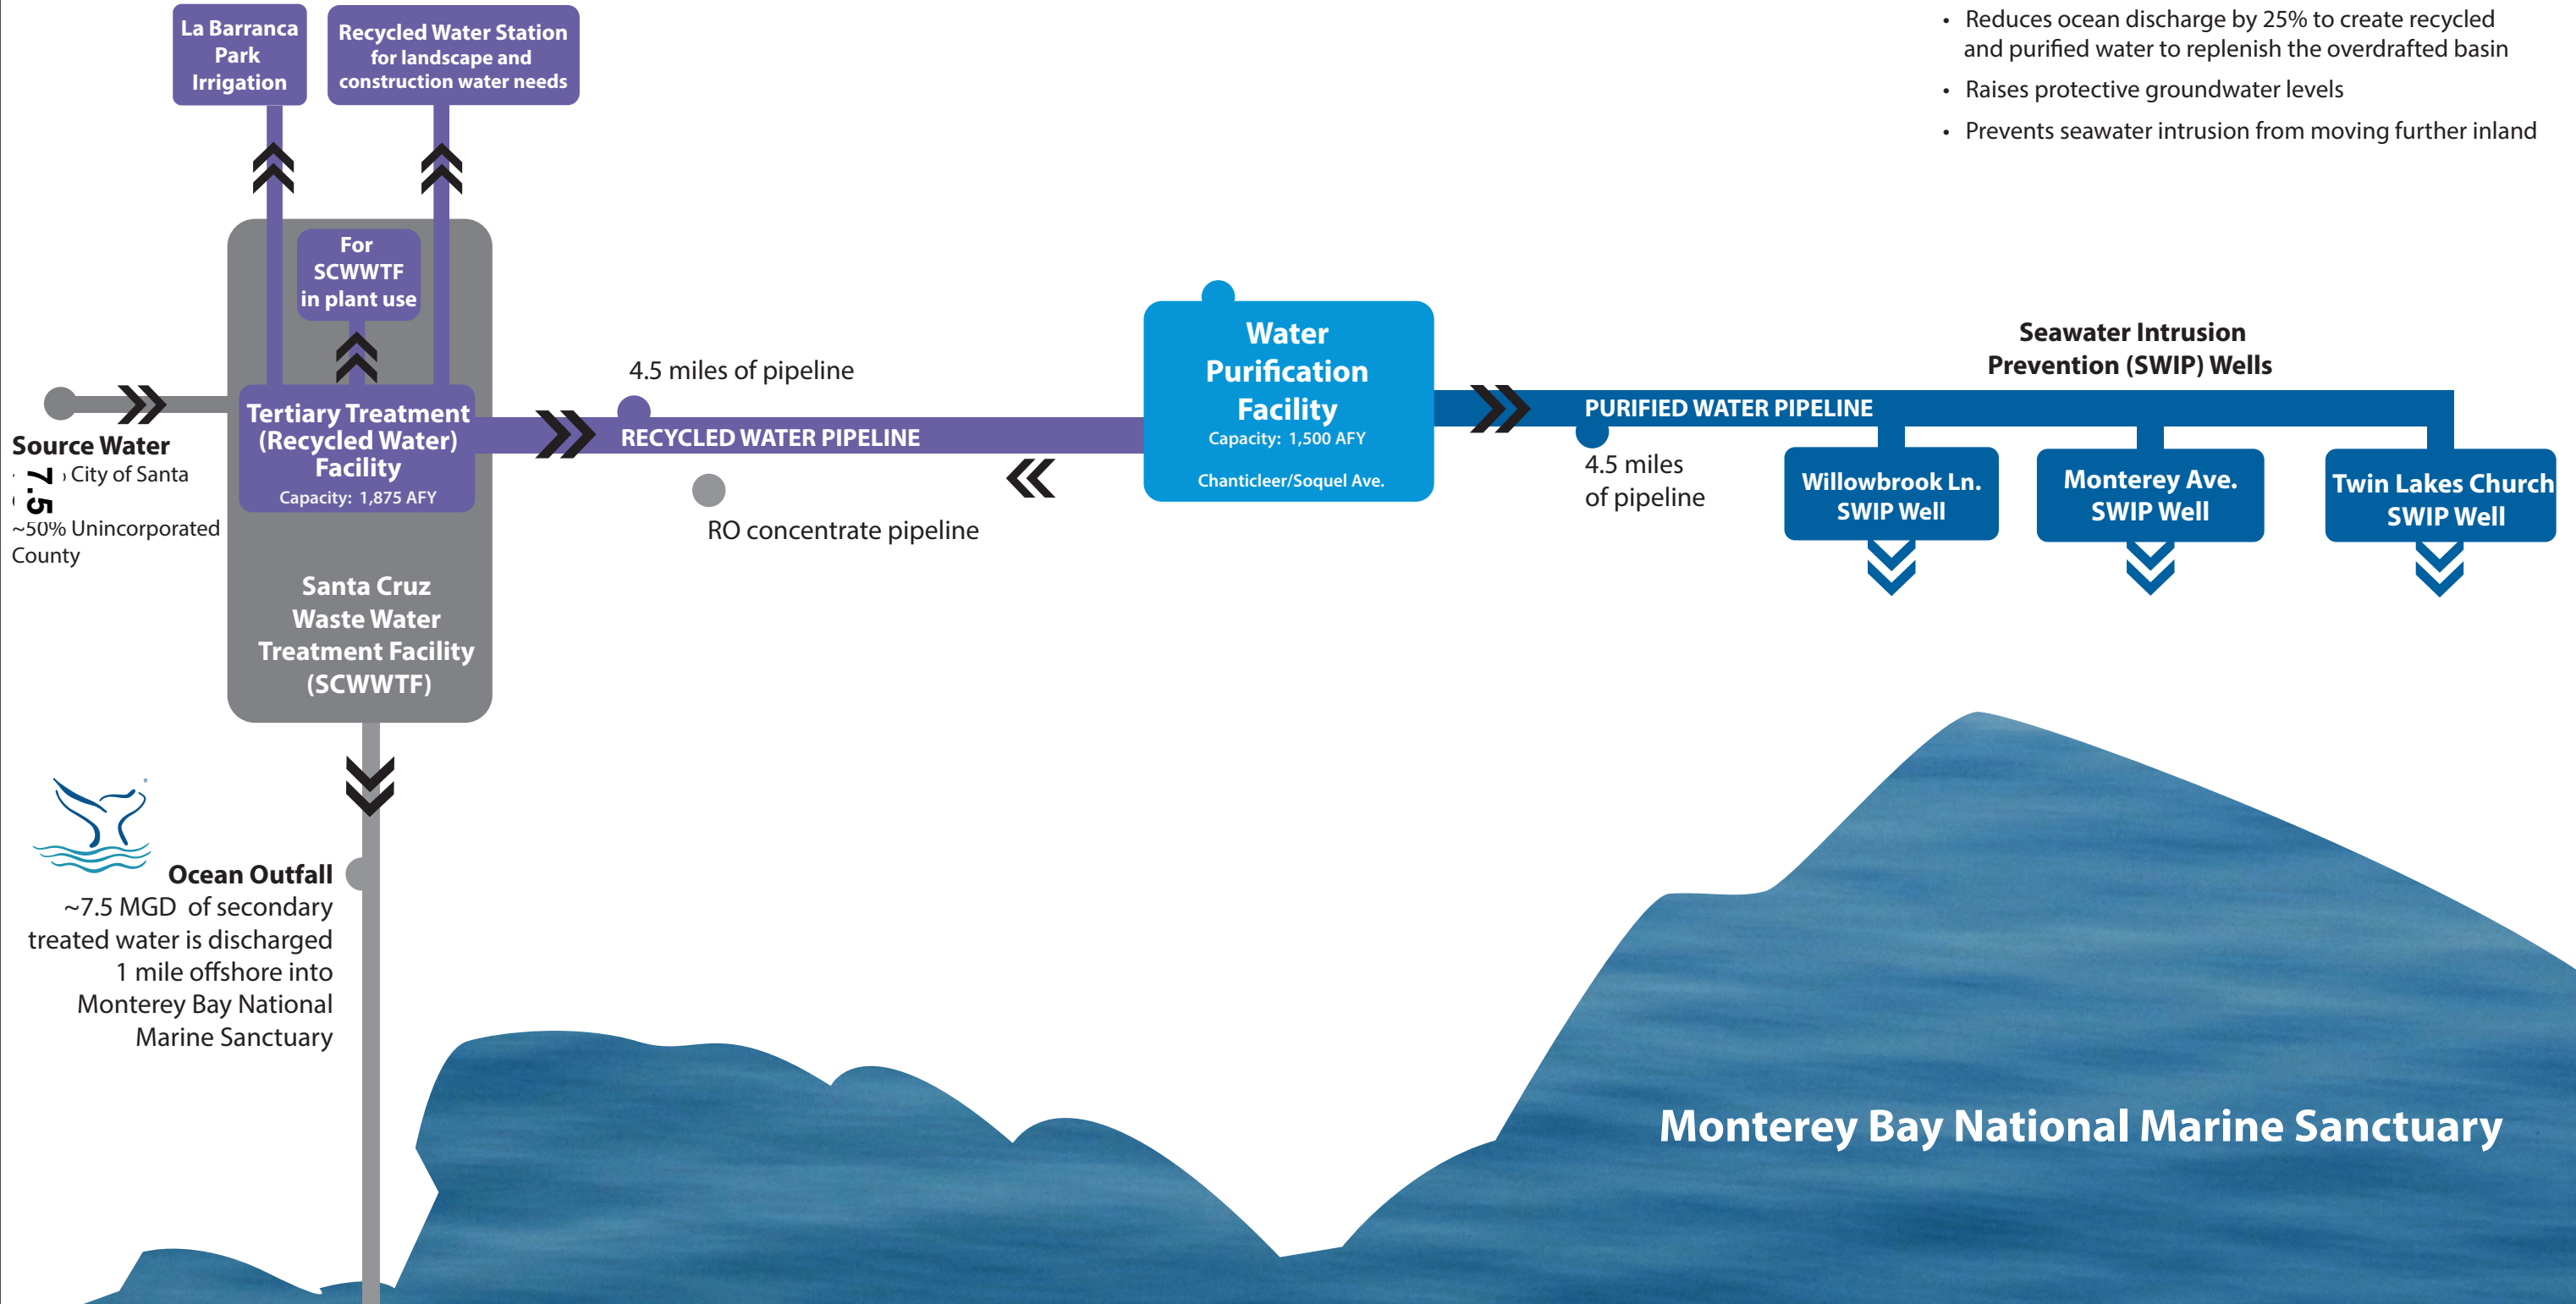 La Barranca
Park
Irrigation
Recycled Water Station
for landscape and
construction water needs
• Reduces ocean discharge by 25% to create recycled
and purified water to replenish the overdrafted basin
• Raises protective groundwater levels
• Prevents seawater intrusion from moving further inland
For
SCWWTF
in plant use
Tertiary Treatment
(Recycled Water)
Facility
Capacity: 1,875 AFY
Source Water
City of Santa
7.5
~50% Unincorporated
County
Santa Cruz
Waste Water
Treatment Facility
(SCWWTF)
4.5 miles of pipeline
RECYCLED WATER PIPELINE
RO concentrate pipeline
Water
Purification
Facility
Capacity: 1,500 AFY
Chanticleer/Soquel Ave.
Seawater Intrusion
Prevention (SWIP) Wells
PURIFIED WATER PIPELINE
4.5 miles
of pipeline
Willowbrook Ln.
SWIP Well
Monterey Ave.
SWIP Well
Twin Lakes Church
SWIP Well
Ocean Outfall
~7.5 MGD of secondary
treated water is discharged
1 mile offshore into
Monterey Bay National
Marine Sanctuary
Monterey Bay National Marine Sanctuary